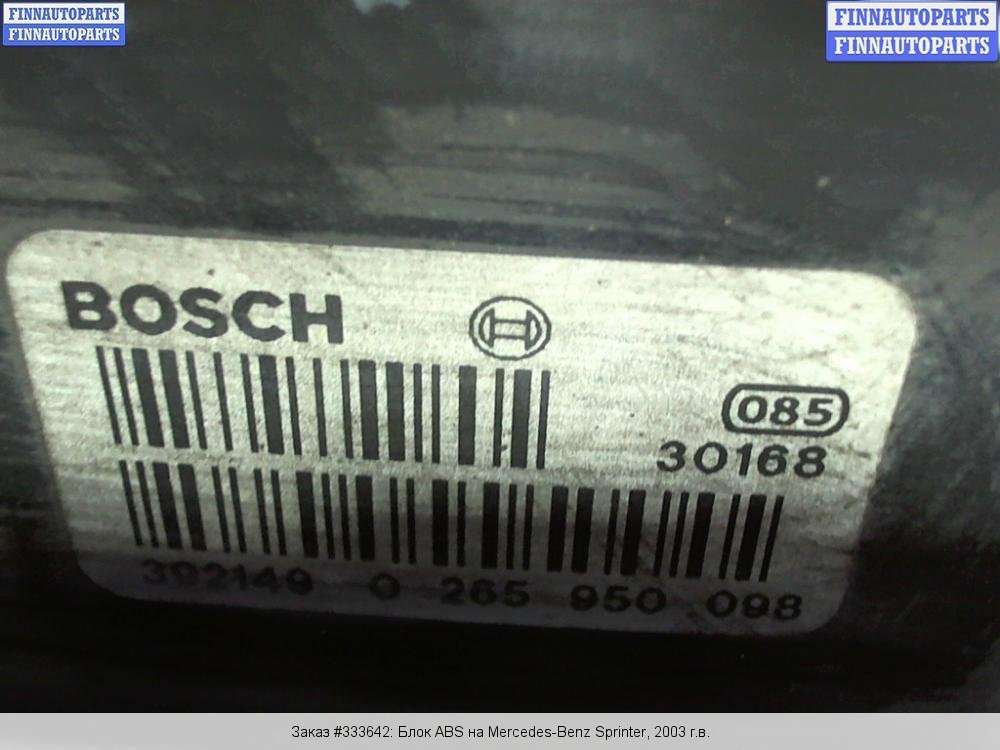 FINNAUTOPARTS
FINNAUTOPARTS
FINNAUTOPARTS
FINNAUTOPARTS
BOSCH
085
30168
392149 0 265 950 098
Заказ #333642: Блок ABS на Mercedes-Benz Sprinter, 2003 г.в.